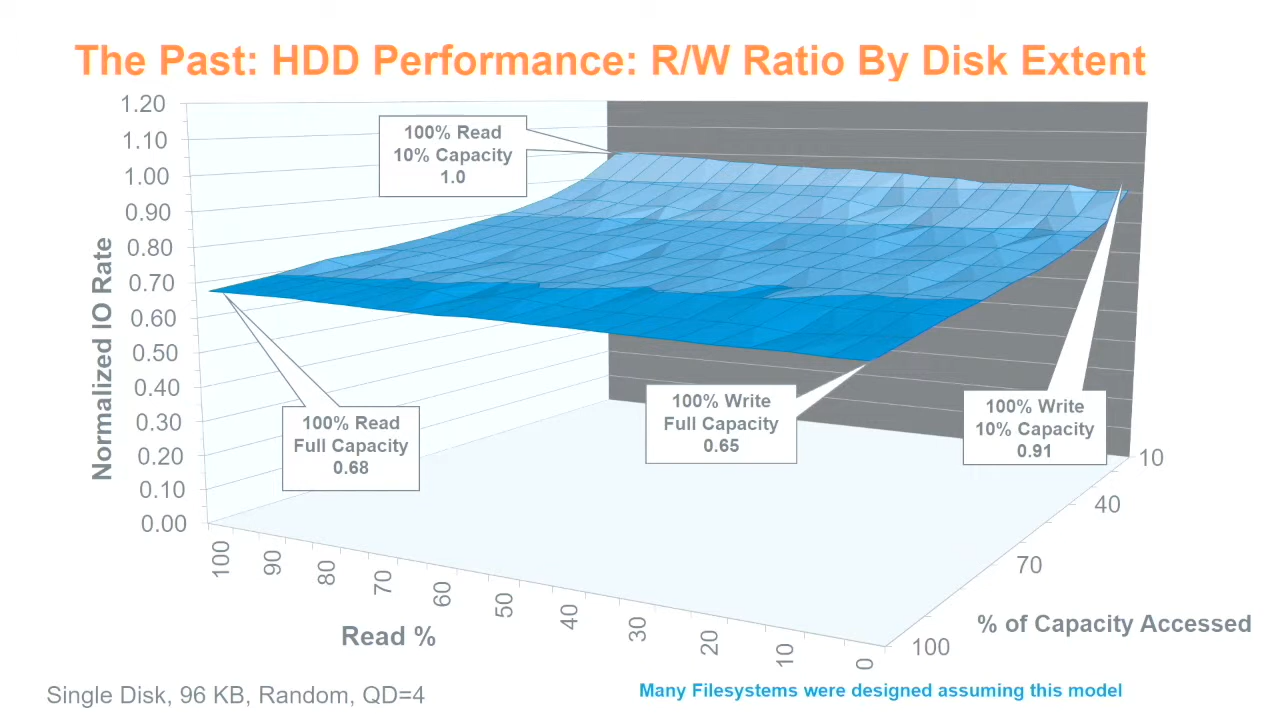 The Past: HDD Performance: R/W Ratio By Disk Extent
1.20
1.10
1.00
0.90
0.80
0.70
0.60
0.50
0.40
0.30
0.20
0.10
0.00
Normalized IO Rate
100% Read
10% Capacity
1.0
100% Read
Full Capacity
0.68
100% Write
Full Capacity
0.65
100% Write
10% Capacity
0.91
10
40
70
100
% of Capacity Accessed
100
90
80
70
60
50
40
30
20
10
0
Read %
Single Disk, 96 KB, Random, QD=4
Many Filesystems were designed assuming this model